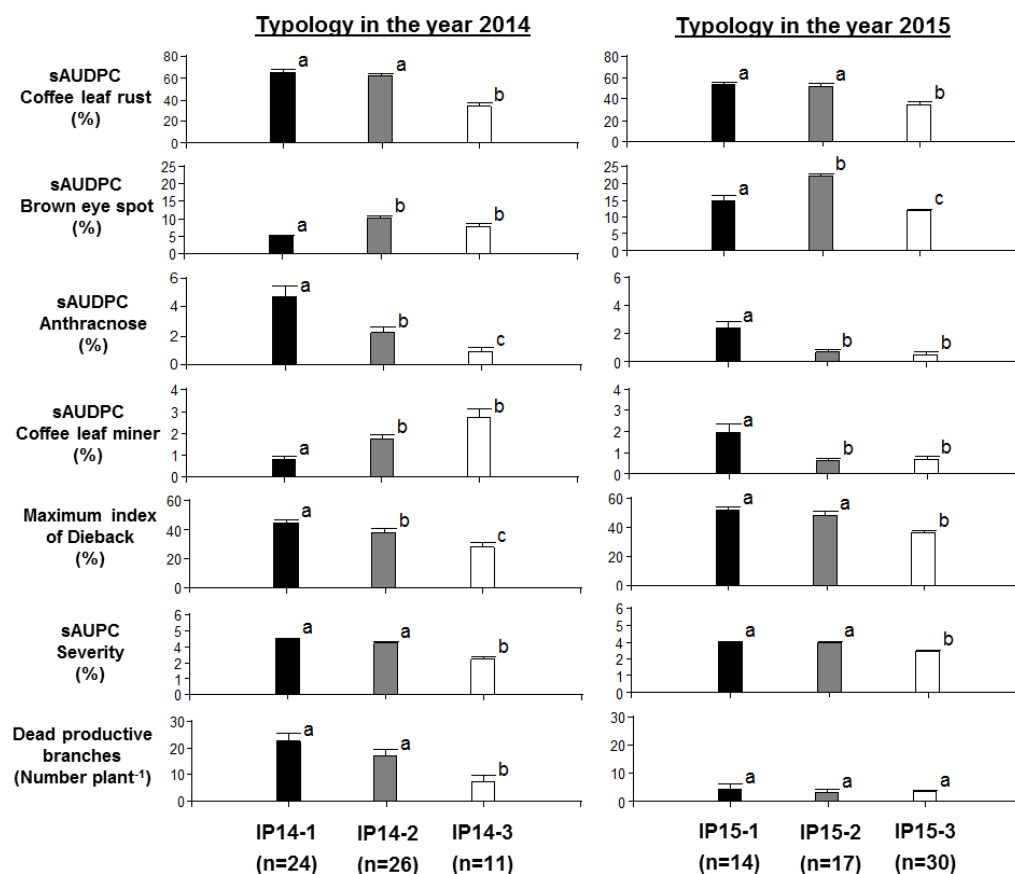 Typology in the year 2014
Typology in the year 2015
sAUDPC
Coffee leaf rust
(%)
80
60
40
20
0
a
a
b
80
60
40
20
0
a
a
b
sAUDPC
Brown eye spot
(%)
25
20
15
10
5
0
a
b
b
25
20
15
10
5
0
a
b
c
sAUDPC
Anthracnose
(%)
6
4
2
0
a
b
c
6
4
2
0
a
b
b
sAUDPC
Coffee leaf miner
(%)
4
3
2
1
0
a
b
b
4
3
2
1
0
a
b
b
Maximum index
of Dieback
(%)
60
40
20
0
a
b
c
60
40
20
0
a
a
b
sAUPC
Severity
(%)
6
5
4
2
1
0
a
a
b
6
5
4
2
1
0
a
a
b
Dead productive
branches
(Number plant⁻¹)
30
20
10
0
a
a
b
30
20
10
0
a
a
a
IP14-1 IP14-2 IP14-3
(n=24) (n=26) (n=11)
IP15-1 IP15-2 IP15-3
(n=14) (n=17) (n=30)